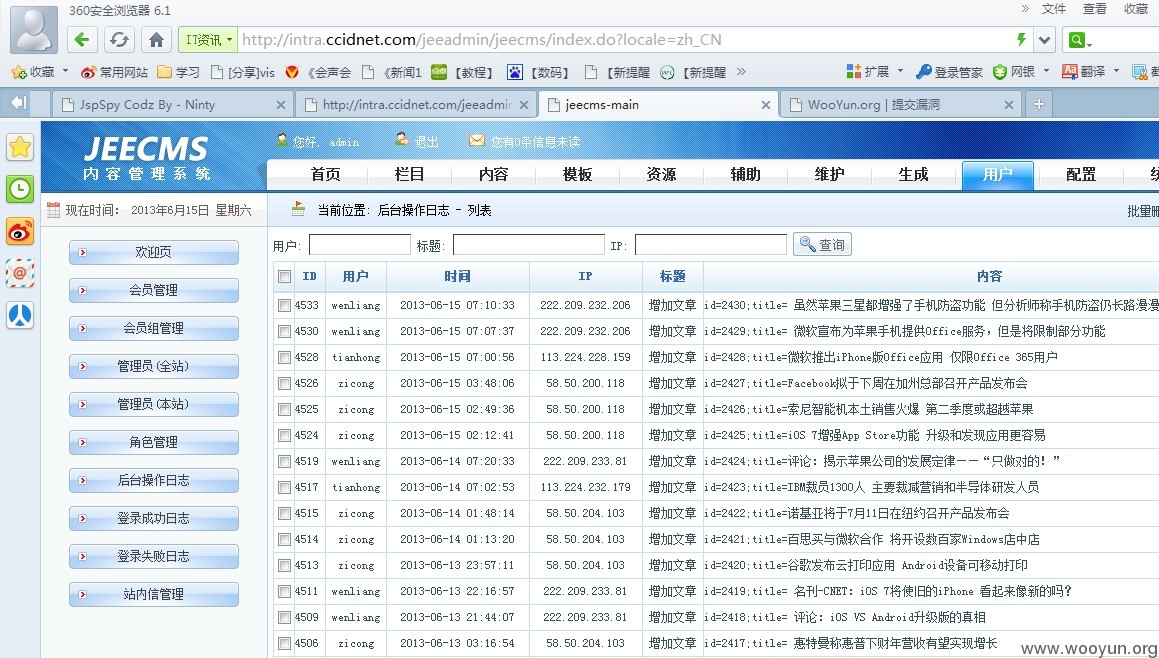 360安全浏览器 6.1
» 文件 查看 收藏
IT资讯 http://intra.ccidnet.com/jeeadmin/jeecms/index.do?locale=zh_CN
收藏 常用网站 学习 [分享]vis 《会声会 《新闻1 【教程】 【数码】 【新提醒 【新提醒 » 扩展 登录管家 网银 翻译
JspSpy Codz By - Ninty http://intra.ccidnet.com/jeeadmir jeecms-main WooYun.org | 提交漏洞
JEECMS
内容管理系统
您好, admin 退出 您有0条信息未读
首页 栏目 内容 模板 资源 辅助 维护 生成 用户 配置
现在时间: 2013年6月15日 星期六
当前位置: 后台操作日志 - 列表
批量删
欢迎页
会员管理
会员组管理
管理员(全站)
管理员(本站)
角色管理
后台操作日志
登录成功日志
登录失败日志
站内信管理
用户: 标题: IP: 查询
ID 用户 时间 IP 标题 内容
4533 wenliang 2013-06-15 07:10:33 222.209.232.206 增加文章 id=2430;title= 虽然苹果三星都增强了手机防盗功能 但分析师称手机防盗仍长路漫漫
4530 wenliang 2013-06-15 07:07:37 222.209.232.206 增加文章 id=2429;title= 微软宣布为苹果手机提供Office服务，但是将限制部分功能
4528 tianhong 2013-06-15 07:00:56 113.224.228.159 增加文章 id=2428;title=微软推出iPhone版Office应用 仅限Office 365用户
4526 zicong 2013-06-15 03:48:06 58.50.200.118 增加文章 id=2427;title=Facebook拟于下周在加州总部召开产品发布会
4525 zicong 2013-06-15 02:49:36 58.50.200.118 增加文章 id=2426;title=索尼智能机本土销售火爆 第二季度或超越苹果
4524 zicong 2013-06-15 02:12:41 58.50.200.118 增加文章 id=2425;title=iOS 7增强App Store功能 升级和发现应用更容易
4519 wenliang 2013-06-14 07:20:33 222.209.233.81 增加文章 id=2424;title=评论：揭示苹果公司的发展定律——“只做对的！”
4517 tianhong 2013-06-14 07:02:53 113.224.232.179 增加文章 id=2423;title=IBM裁员1300人 主要裁减营销和半导体研发人员
4515 zicong 2013-06-14 01:48:14 58.50.204.103 增加文章 id=2422;title=诺基亚将于7月11日在纽约召开产品发布会
4514 zicong 2013-06-14 01:13:20 58.50.204.103 增加文章 id=2421;title=百思买与微软合作 将开设数百家Windows店中店
4513 zicong 2013-06-13 23:57:11 58.50.204.103 增加文章 id=2420;title=谷歌发布云打印应用 Android设备可移动打印
4511 wenliang 2013-06-13 22:16:57 222.209.233.81 增加文章 id=2419;title= 名刊-CNET：iOS 7将使旧的iPhone 看起来像新的吗？
4509 wenliang 2013-06-13 21:44:07 222.209.233.81 增加文章 id=2418;title= 评论：iOS VS Android升级版的真相
4506 zicong 2013-06-13 03:16:54 58.50.204.103 增加文章 id=2417;title= 惠特曼称惠普下财年营收有望实现增长
www.wooyun.org